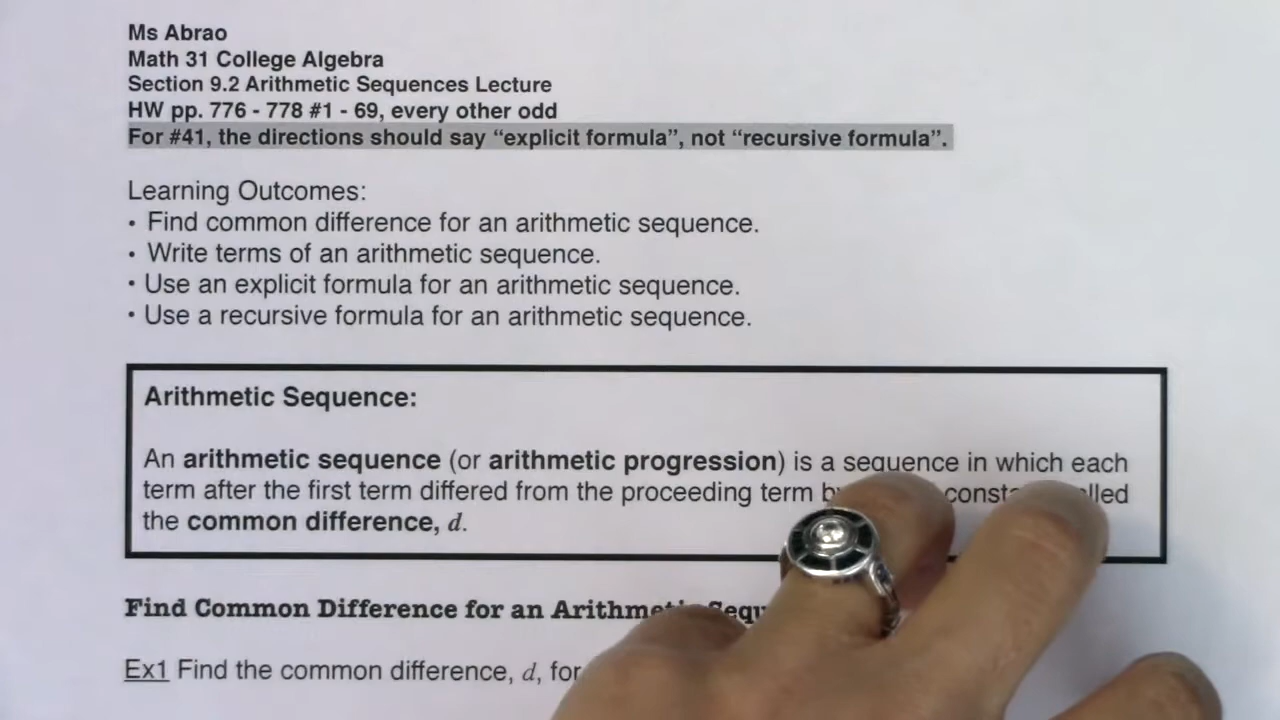 Ms Abrao
Math 31 College Algebra
Section 9.2 Arithmetic Sequences Lecture
HW pp. 776 - 778 #1 - 69, every other odd
For #41, the directions should say “explicit formula”, not “recursive formula”.
Learning Outcomes:
• Find common difference for an arithmetic sequence.
• Write terms of an arithmetic sequence.
• Use an explicit formula for an arithmetic sequence.
• Use a recursive formula for an arithmetic sequence.
Arithmetic Sequence:
An arithmetic sequence (or arithmetic progression) is a sequence in which each
term after the first term differed from the proceeding term
the common difference, d.
Find Common Difference for an Arithmetic
Ex1 Find the common difference, d, for